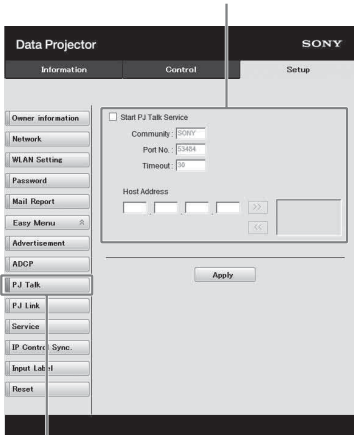 Data Projector
SONY
Information
Control
Setup
Owner information
Network
WLAN Setting
Password
Mail Report
Easy Menu
Advertisement
ADCP
PJ Talk
PJ Link
Service
IP Control Sync.
Input Label
Reset
Start PJ Talk Service
Community : SONY
Port No. : 53484
Timeout : 30
Host Address
. . .
>>
<<
Apply